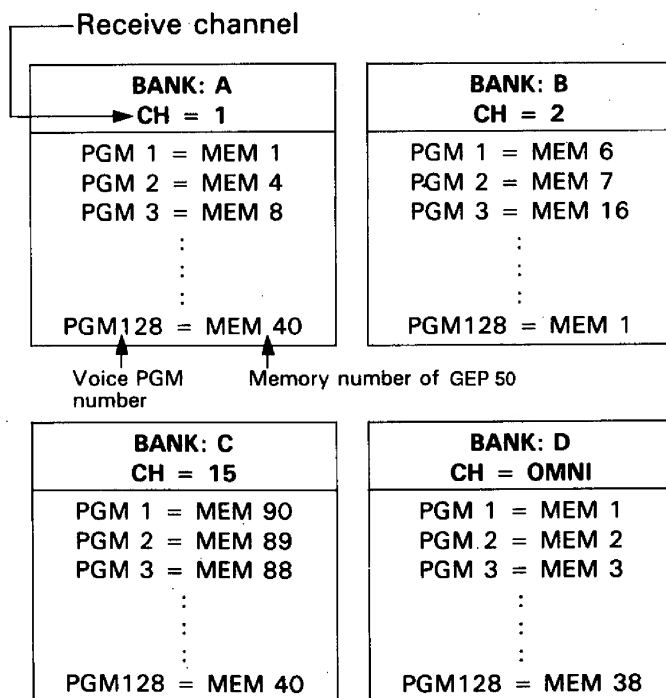 Receive channel
BANK: A
CH = 1
PGM 1 = MEM 1
PGM 2 = MEM 4
PGM 3 = MEM 8
:
:
:
PGM128 = MEM 40
Voice PGM
number
Memory number of GEP 50
BANK: B
CH = 2
PGM 1 = MEM 6
PGM 2 = MEM 7
PGM 3 = MEM 16
:
:
:
PGM128 = MEM 1
BANK: C
CH = 15
PGM 1 = MEM 90
PGM 2 = MEM 89
PGM 3 = MEM 88
:
:
:
PGM128 = MEM 40
BANK: D
CH = OMNI
PGM 1 = MEM 1
PGM 2 = MEM 2
PGM 3 = MEM 3
:
:
:
PGM128 = MEM 38